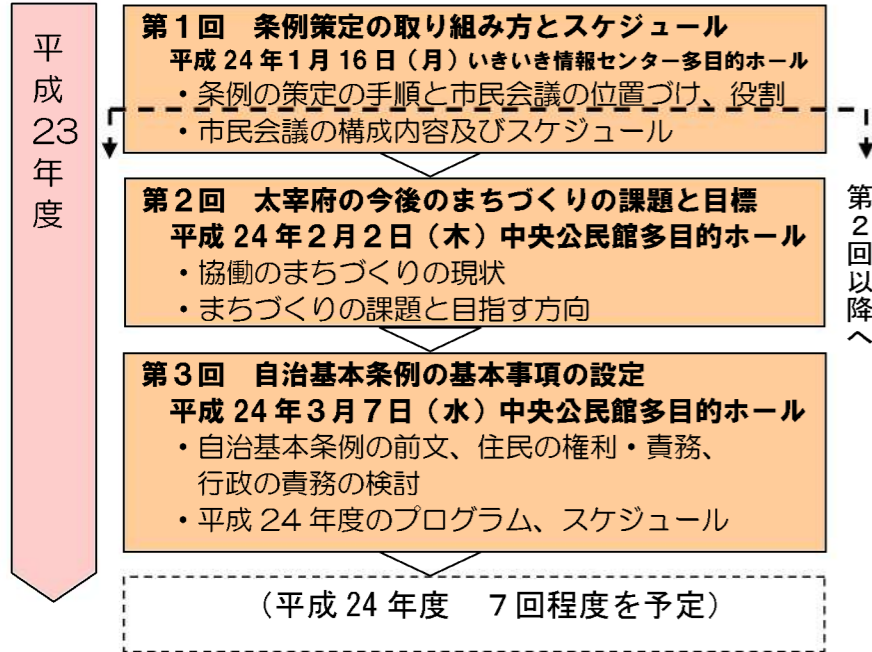 平成23年度
第1回　条例策定の取り組み方とスケジュール
平成 24 年1月 16 日（月）いきいき情報センター多目的ホール
・条例の策定の手順と市民会議の位置づけ、役割
・市民会議の構成内容及びスケジュール
第2回　太宰府の今後のまちづくりの課題と目標
平成 24 年2月2日（木）中央公民館多目的ホール
・協働のまちづくりの現状
・まちづくりの課題と目指す方向
第3回　自治基本条例の基本事項の設定
平成 24 年3月7日（水）中央公民館多目的ホール
・自治基本条例の前文、住民の権利・責務、
行政の責務の検討
・平成 24 年度のプログラム、スケジュール
（平成 24 年度　7回程度を予定）
第2回以降へ